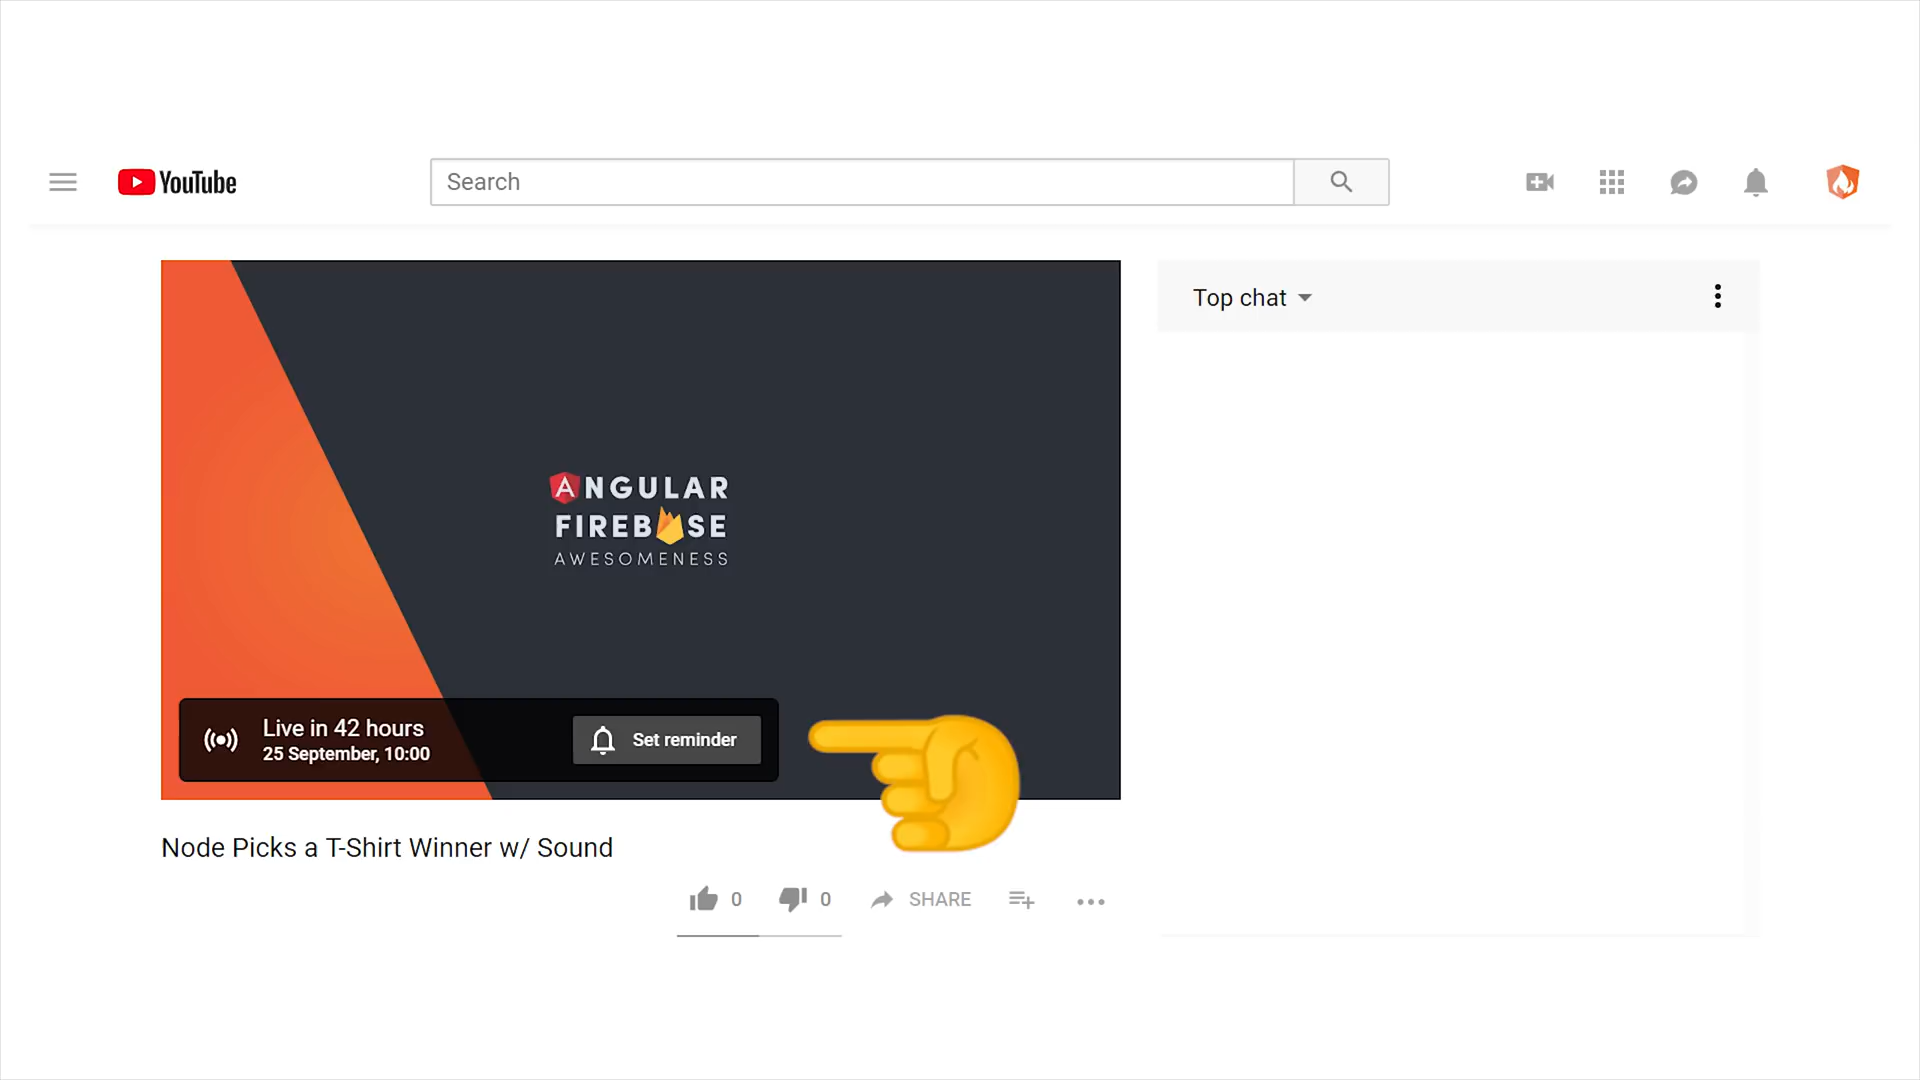 YouTube
Search
Top chat
ANGULAR
FIREBASE
AWESOMENESS
Live in 42 hours
25 September, 10:00
Set reminder
Node Picks a T-Shirt Winner w/ Sound
0
0
SHARE